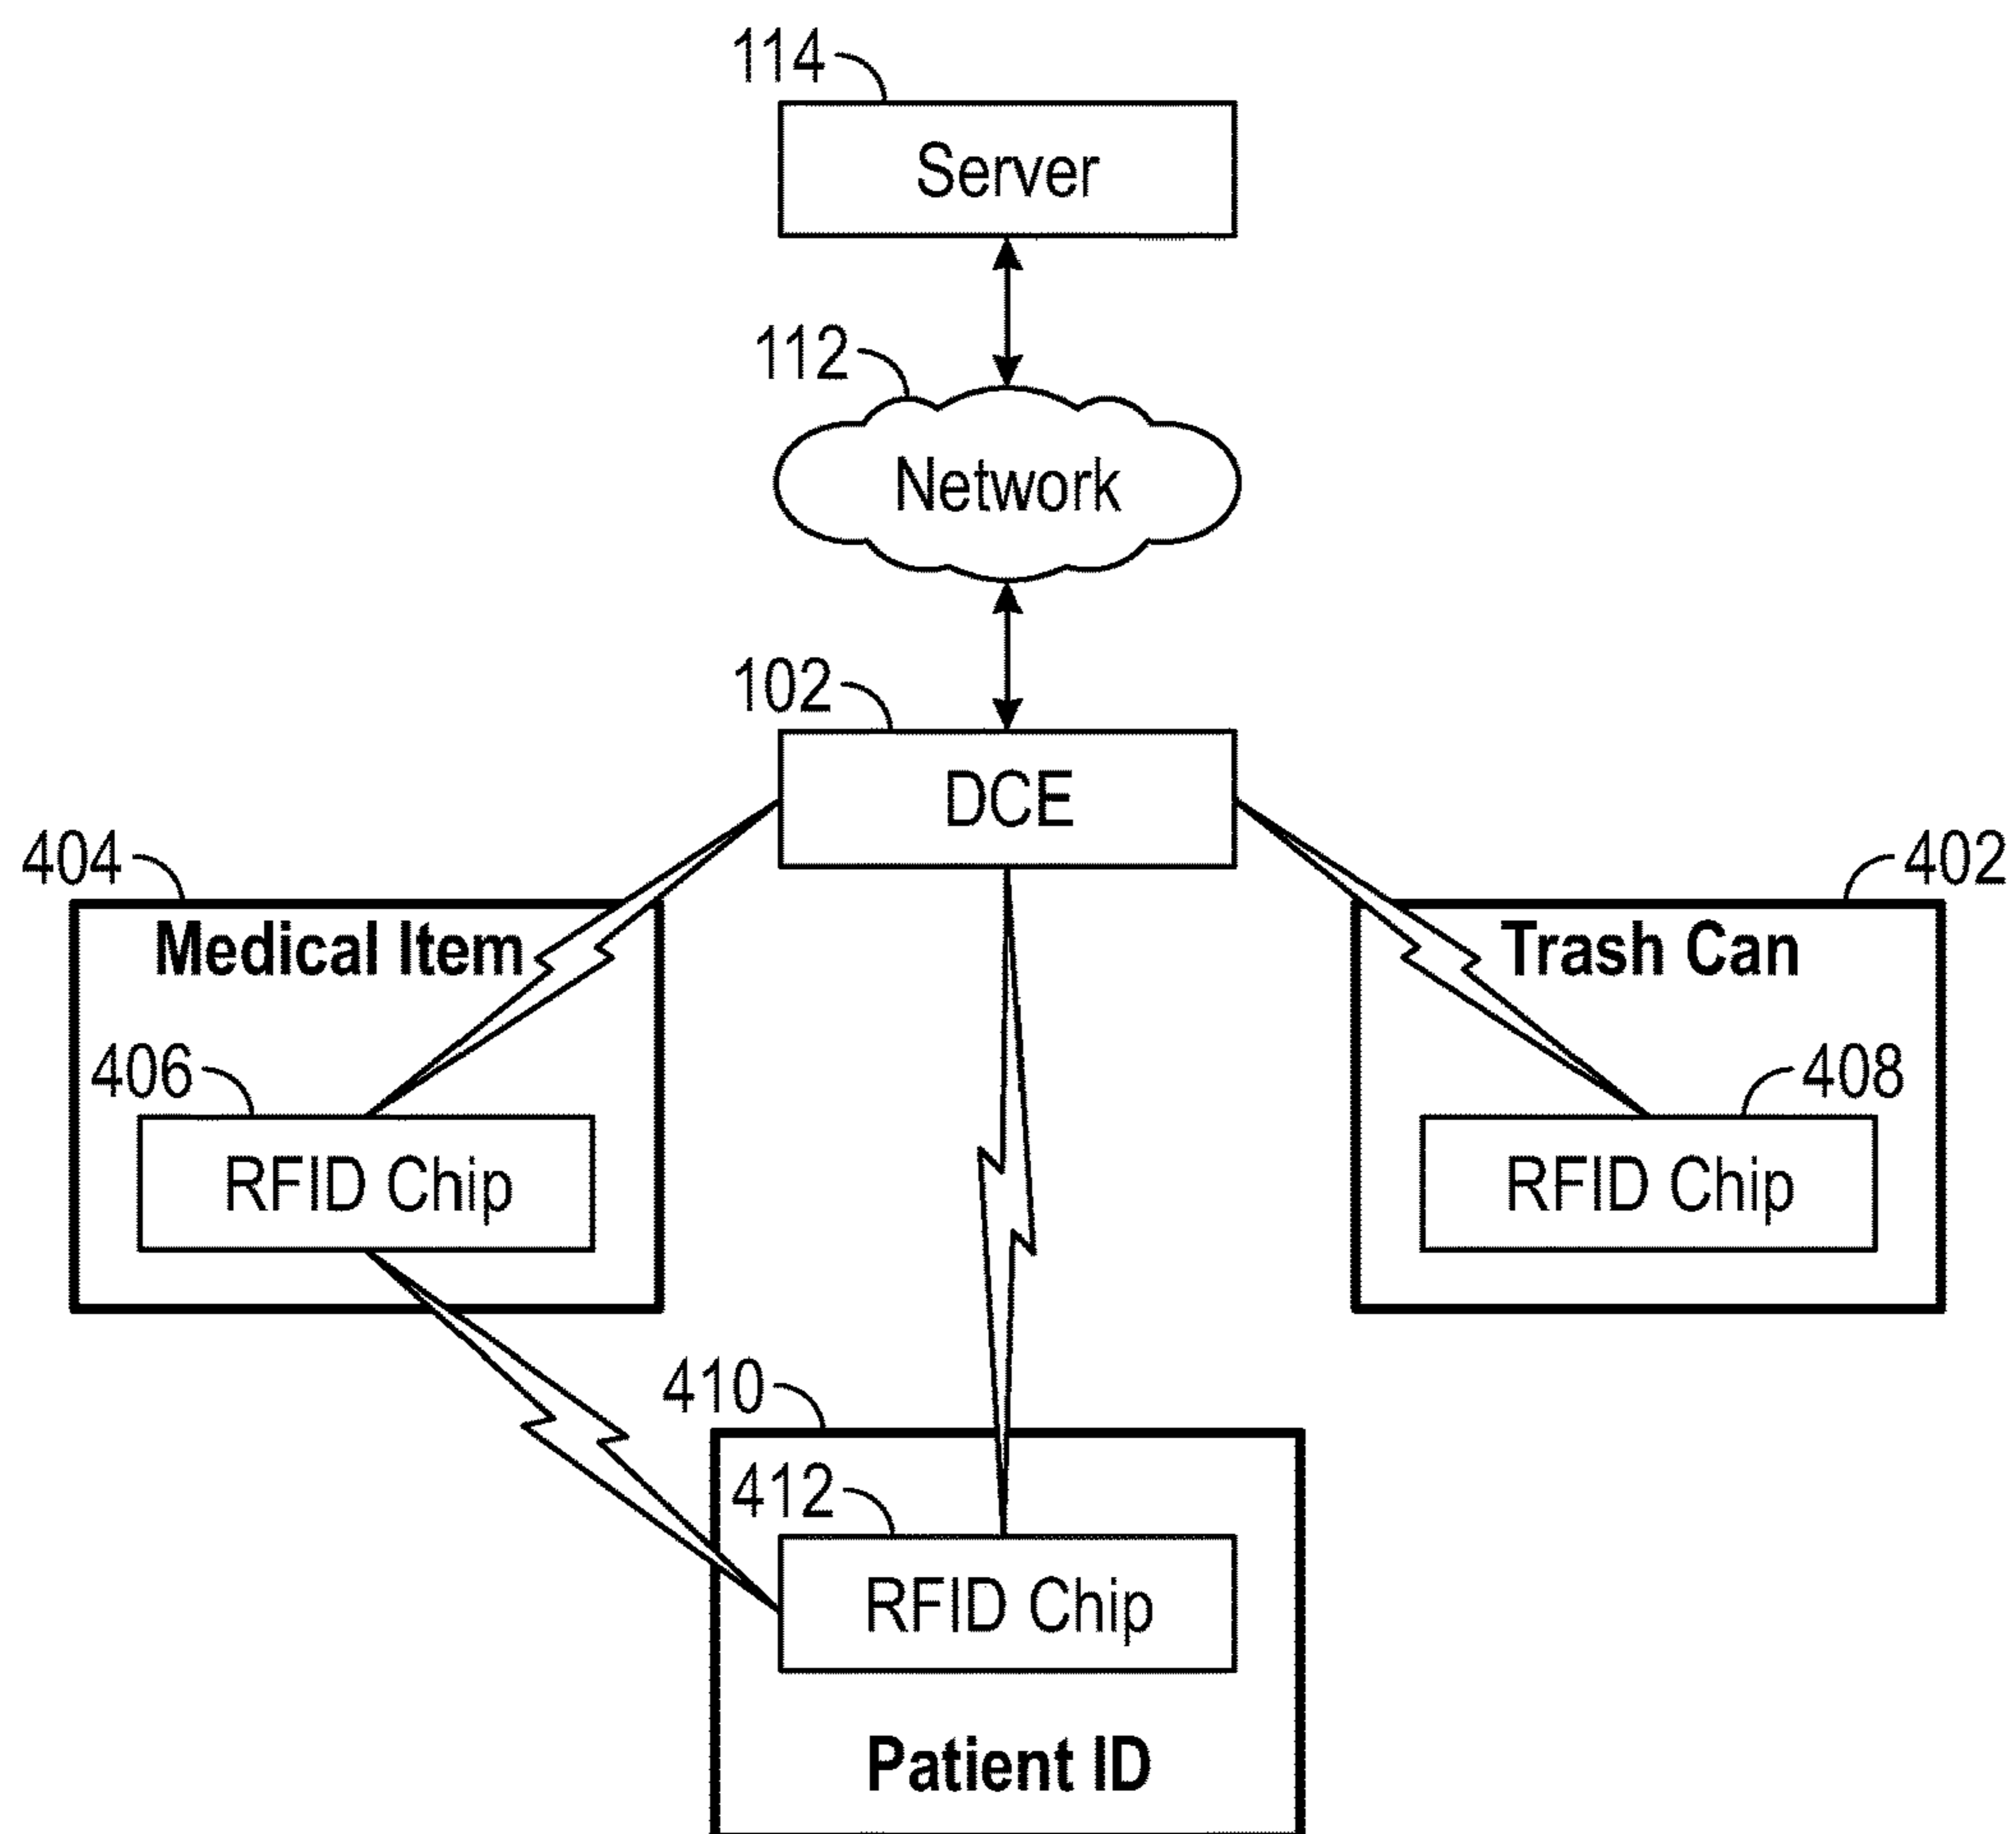 114
Server
112
Network
102
DCE
404
402
Medical Item
Trash Can
406
408
RFID Chip
RFID Chip
410
412
RFID Chip
Patient ID